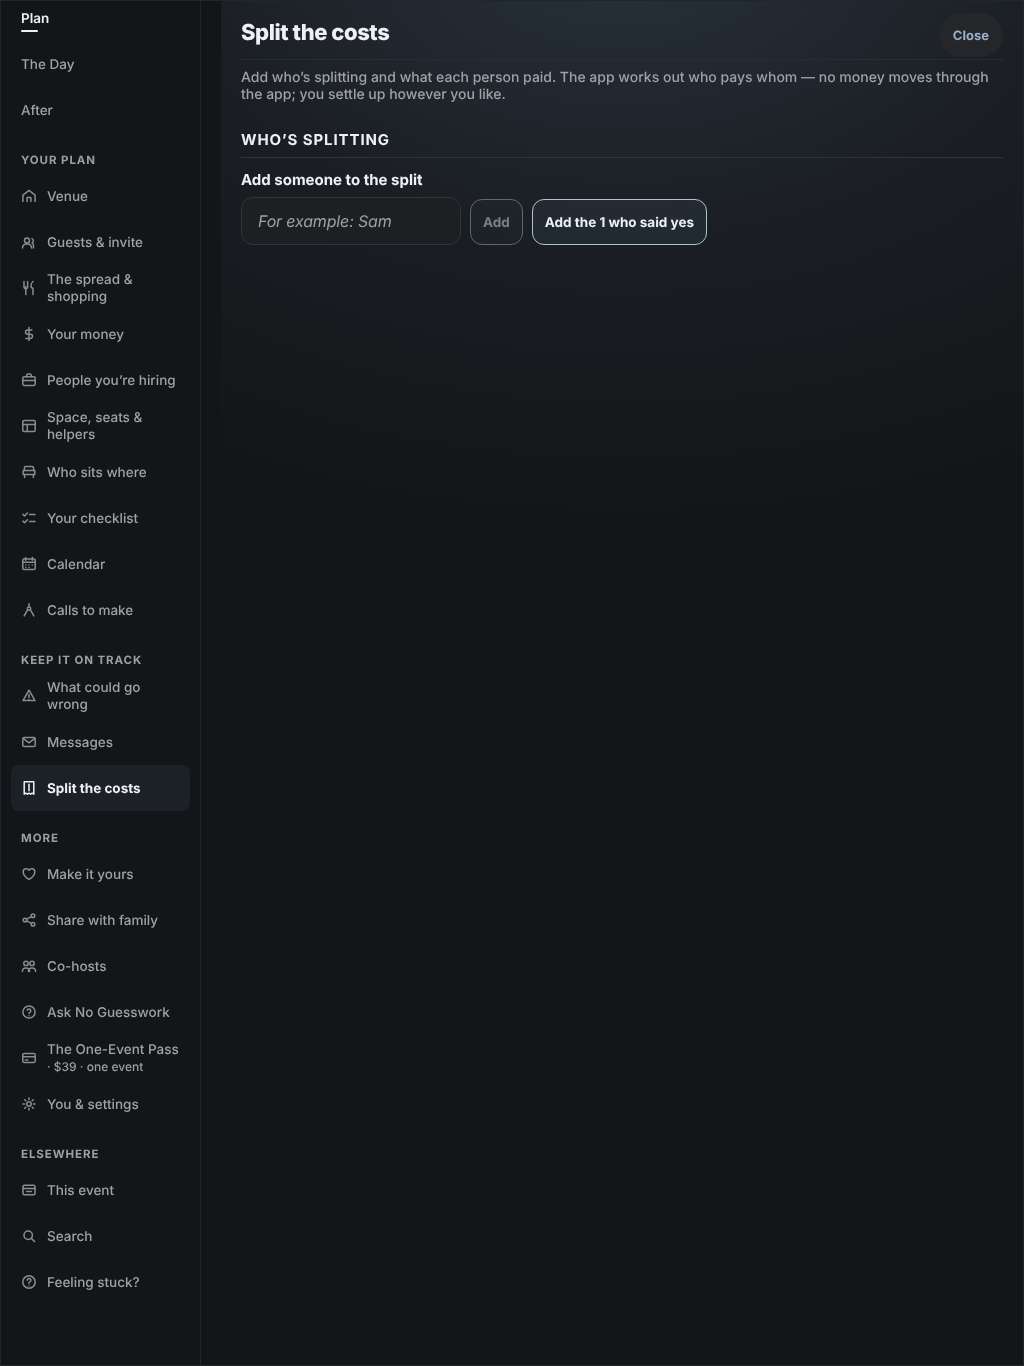 Plan
The Day
After
YOUR PLAN
Venue
Guests & invite
The spread &
shopping
Your money
People you’re hiring
Space, seats &
helpers
Who sits where
Your checklist
Calendar
Calls to make
KEEP IT ON TRACK
What could go
wrong
Messages
Split the costs
MORE
Make it yours
Share with family
Co-hosts
Ask No Guesswork
The One-Event Pass
· $39 · one event
You & settings
ELSEWHERE
This event
Search
Feeling stuck?
Split the costs
Close
Add who’s splitting and what each person paid. The app works out who pays whom — no money moves through
the app; you settle up however you like.
WHO’S SPLITTING
Add someone to the split
For example: Sam
Add
Add the 1 who said yes